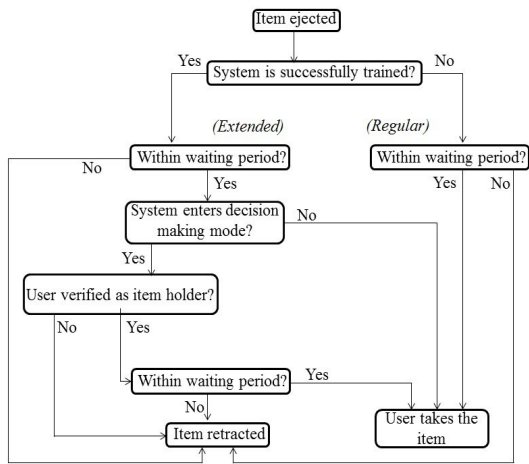 Item ejected
Yes
No
System is successfully trained?
(Extended)
(Regular)
No
Within waiting period?
Within waiting period?
Yes
Yes
No
System enters decision
making mode?
No
Yes
User verified as item holder?
No
Yes
Within waiting period?
Yes
No
User takes the
item
Item retracted